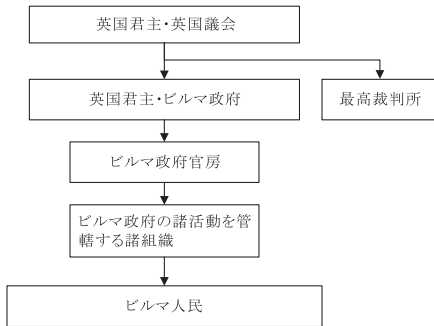 英国君主・英国議会
英国君主・ビルマ政府
最高裁判所
ビルマ政府官房
ビルマ政府の諸活動を管
轄する諸組織
ビルマ人民